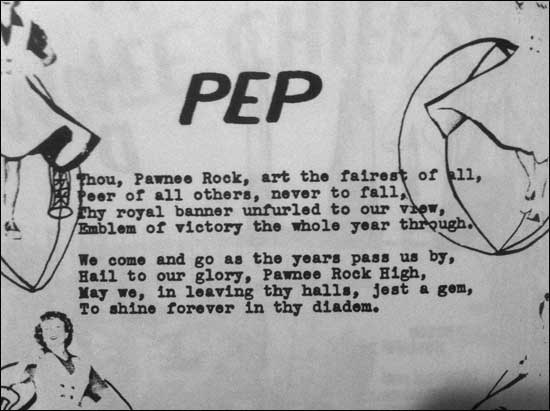 PEP
Thou, Pawnee Rock, art the fairest of all,
Peer of all others, never to fall,
Thy royal banner unfurled to our view,
Emblem of victory the whole year through.
We come and go as the years pass us by,
Hail to our glory, Pawnee Rock High,
May we, in leaving thy halls, jest a gem,
To shine forever in thy diadem.